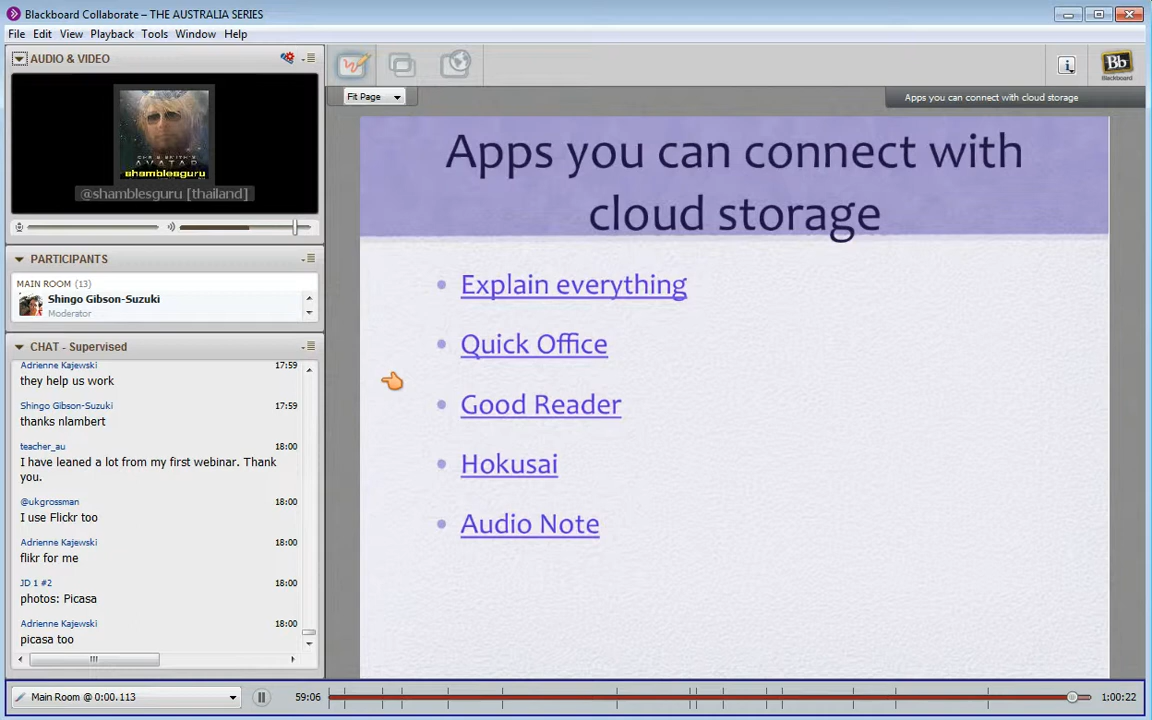 Blackboard Collaborate – THE AUSTRALIA SERIES
File Edit View Playback Tools Window Help
AUDIO & VIDEO
AVATAR
shamblesguru
@shamblesguru [thailand]
PARTICIPANTS
MAIN ROOM (13)
Shingo Gibson-Suzuki
Moderator
CHAT - Supervised
Adrienne Kajewski 17:59
they help us work
Shingo Gibson-Suzuki 17:59
thanks nlambert
teacher_au 18:00
I have leaned a lot from my first webinar. Thank
you.
@ukgrossman 18:00
I use Flickr too
Adrienne Kajewski 18:00
flikr for me
JD 1 #2 18:00
photos: Picasa
Adrienne Kajewski 18:00
picasa too
Fit Page
Apps you can connect with cloud storage
Bb
Blackboard
Apps you can connect with
cloud storage
Explain everything
Quick Office
Good Reader
Hokusai
Audio Note
Main Room @ 0:00.113
59:06
1:00:22